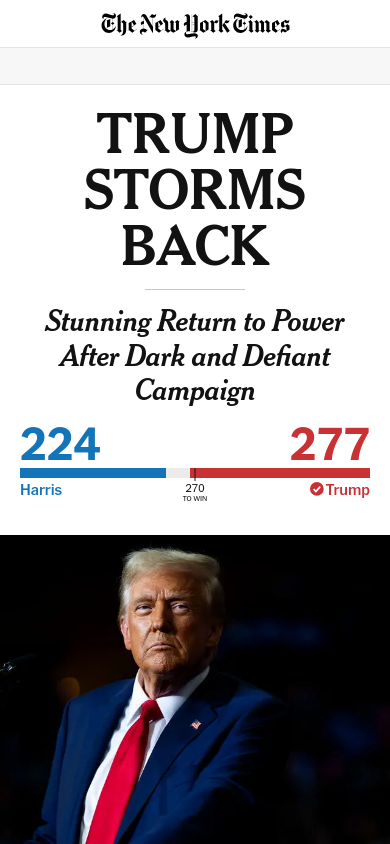 The New York Times
TRUMP
STORMS
BACK
Stunning Return to Power
After Dark and Defiant
Campaign
224 277
270
TO WIN
Harris Trump